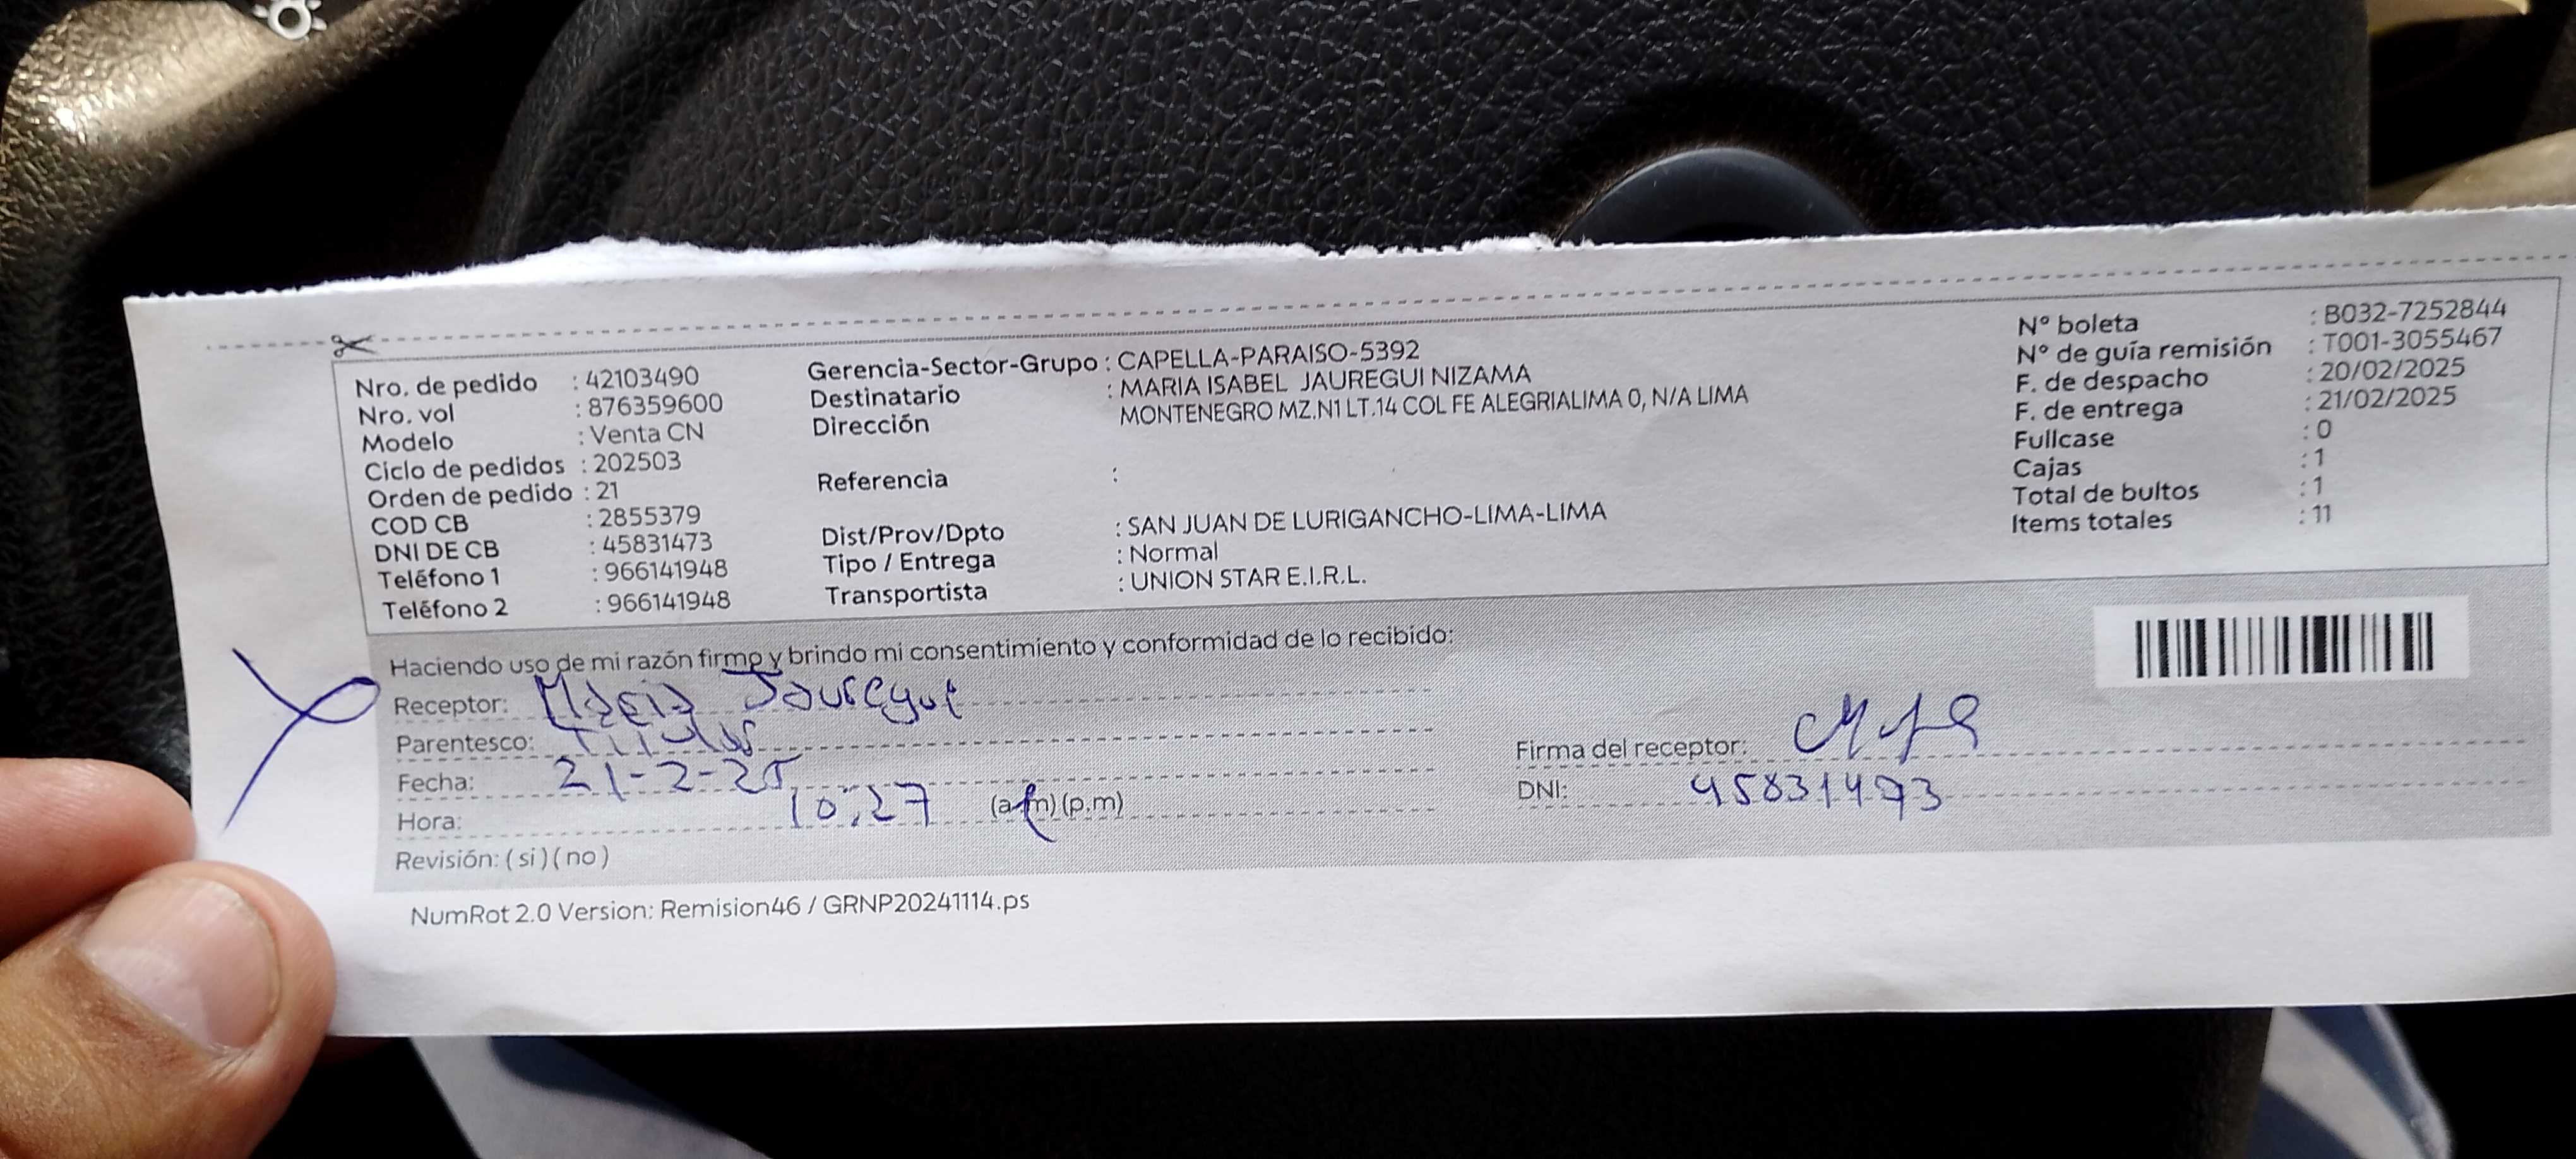 Nro. de pedido : 42103490
Nro. vol : 876359600
Modelo : Venta CN
Ciclo de pedidos : 202503
Orden de pedido : 21
COD CB : 2855379
DNI DE CB : 45831473
Teléfono 1 : 966141948
Teléfono 2 : 966141948
Gerencia-Sector-Grupo : CAPELLA-PARAISO-5392
Destinatario : MARIA ISABEL JAUREGUI NIZAMA
Dirección MONTENEGRO MZ.N1 LT.14 COL FE ALEGRIALIMA 0, N/A LIMA
Referencia :
Dist/Prov/Dpto : SAN JUAN DE LURIGANCHO-LIMA-LIMA
Tipo / Entrega : Normal
Transportista : UNION STAR E.I.R.L.
N° boleta : B032-7252844
N° de guía remisión : T001-3055467
F. de despacho : 20/02/2025
F. de entrega : 21/02/2025
Fullcase : 0
Cajas : 1
Total de bultos : 1
Items totales : 11
Haciendo uso de mi razón firmo y brindo mi consentimiento y conformidad de lo recibido:
Receptor: Maria Jauregui
Parentesco: Titular
Fecha: 21-2-25
Hora: 10:27 (a.m) (p.m)
Revisión: ( si ) ( no )
Firma del receptor:
DNI: 45831473
NumRot 2.0 Version: Remision46 / GRNP20241114.ps